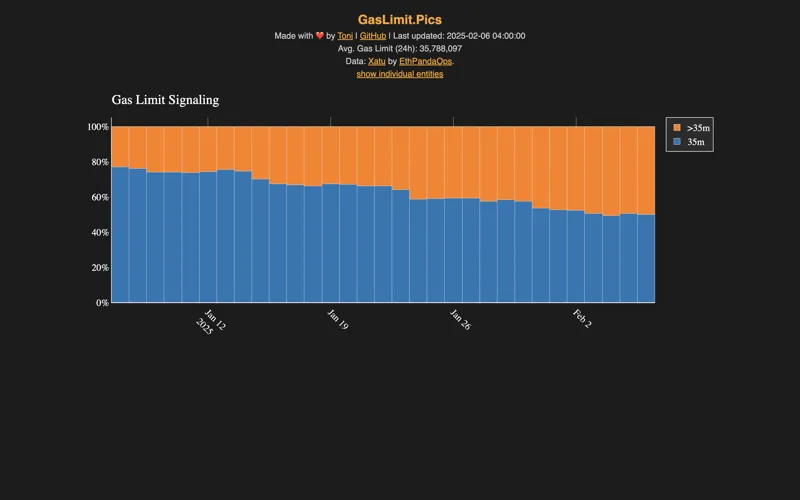 GasLimit.Pics
Made with ❤️ by Toni | GitHub | Last updated: 2025-02-06 04:00:00
Avg. Gas Limit (24h): 35,788,097
Data: Xatu by EthPandaOps.
show individual entities
Gas Limit Signaling
100%
80%
60%
40%
20%
0%
>35m
35m
Jan 12
2025
Jan 19
Jan 26
Feb 2